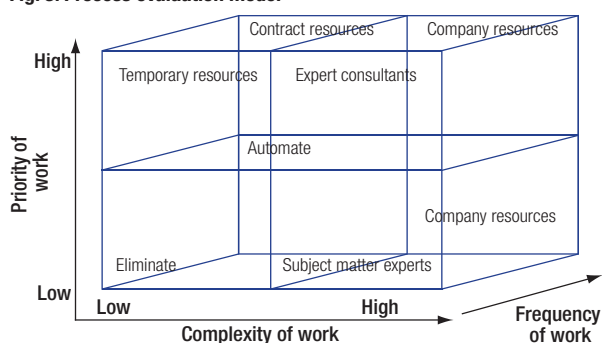 Contract resources
Company resources
High
Temporary resources
Expert consultants
Automate
Priority of
work
Company resources
Eliminate
Subject matter experts
Low
Low
High
Complexity of work
Frequency
of work